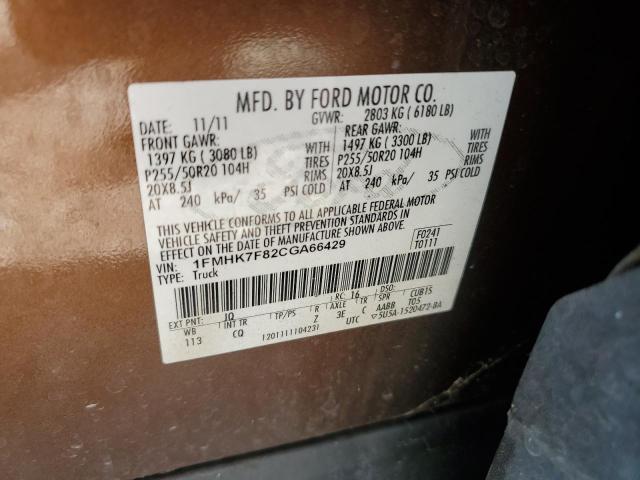 MFD. BY FORD MOTOR CO.
DATE: 11/11 GVWR: 2803 KG ( 6180 LB)
FRONT GAWR: REAR GAWR:
1397 KG ( 3080 LB) 1497 KG ( 3300 LB)
P255/50R20 104H TIRES P255/50R20 104H TIRES
20X8.5J RIMS 20X8.5J RIMS
AT 240 kPa/ 35 PSI COLD AT 240 kPa/ 35 PSI COLD
THIS VEHICLE CONFORMS TO ALL APPLICABLE FEDERAL MOTOR
VEHICLE SAFETY AND THEFT PREVENTION STANDARDS IN
EFFECT ON THE DATE OF MANUFACTURE SHOWN ABOVE.
VIN: 1FMHK7F82CGA66429 F0241
TYPE: Truck T0111
EXT PNT: JQ RC: 16 DSO:
WB INT TR TP/PS R AXLE TR SPR CUBIS
113 CQ Z 3E C AABB T05
1201111104231 UTC 5U5A-1520472-BA